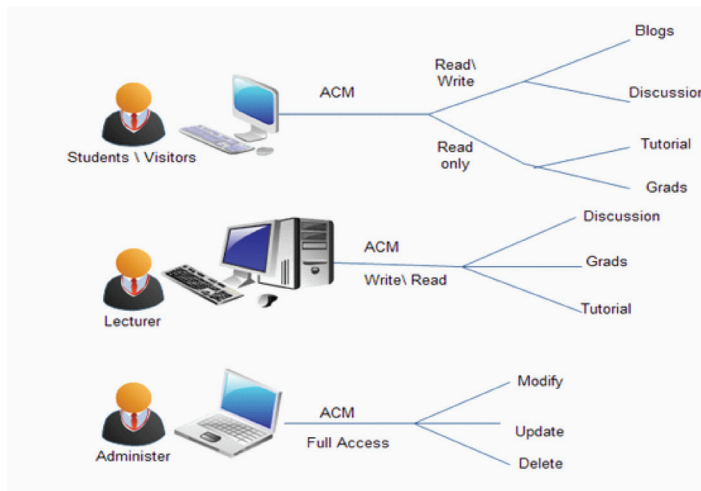 Blogs
Read\
Write
ACM
Discussion
Students \ Visitors
Read
only
Tutorial
Grads
Discussion
ACM
Grads
Write\ Read
Tutorial
Lecturer
Modify
ACM
Update
Full Access
Administer
Delete